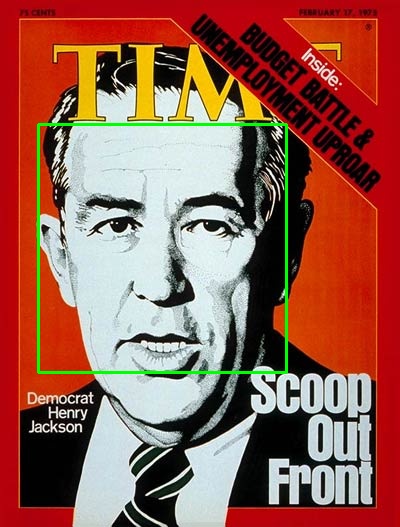 75 CENTS
FEBRUARY 17, 1975
TIME
®
Inside:
BUDGET BATTLE &
UNEMPLOYMENT UPROAR
Democrat
Henry
Jackson
Scoop
Out
Front